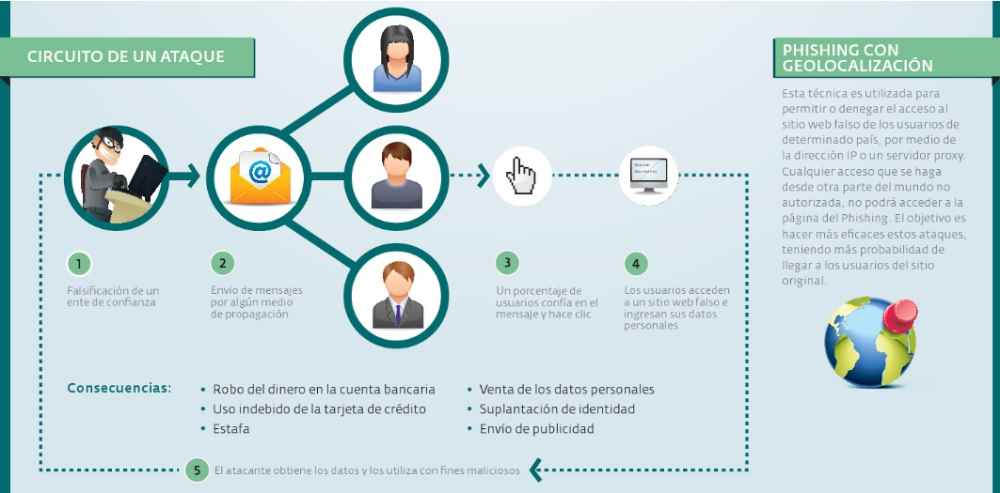 CIRCUITO DE UN ATAQUE
1
Falsificación de un
ente de confianza
2
Envío de mensajes
por algún medio
de propagación
3
Un porcentaje de
usuarios confía en el
mensaje y hace clic
4
Los usuarios acceden
a un sitio web falso e
ingresan sus datos
personales
Consecuencias:
• Robo del dinero en la cuenta bancaria
• Uso indebido de la tarjeta de crédito
• Estafa
• Venta de los datos personales
• Suplantación de identidad
• Envío de publicidad
5 El atacante obtiene los datos y los utiliza con fines maliciosos
PHISHING CON
GEOLOCALIZACIÓN
Esta técnica es utilizada para
permitir o denegar el acceso al
sitio web falso de los usuarios de
determinado país, por medio de
la dirección IP o un servidor proxy.
Cualquier acceso que se haga
desde otra parte del mundo no
autorizada, no podrá acceder a la
página del Phishing. El objetivo es
hacer más eficaces estos ataques,
teniendo más probabilidad de
llegar a los usuarios del sitio
original.